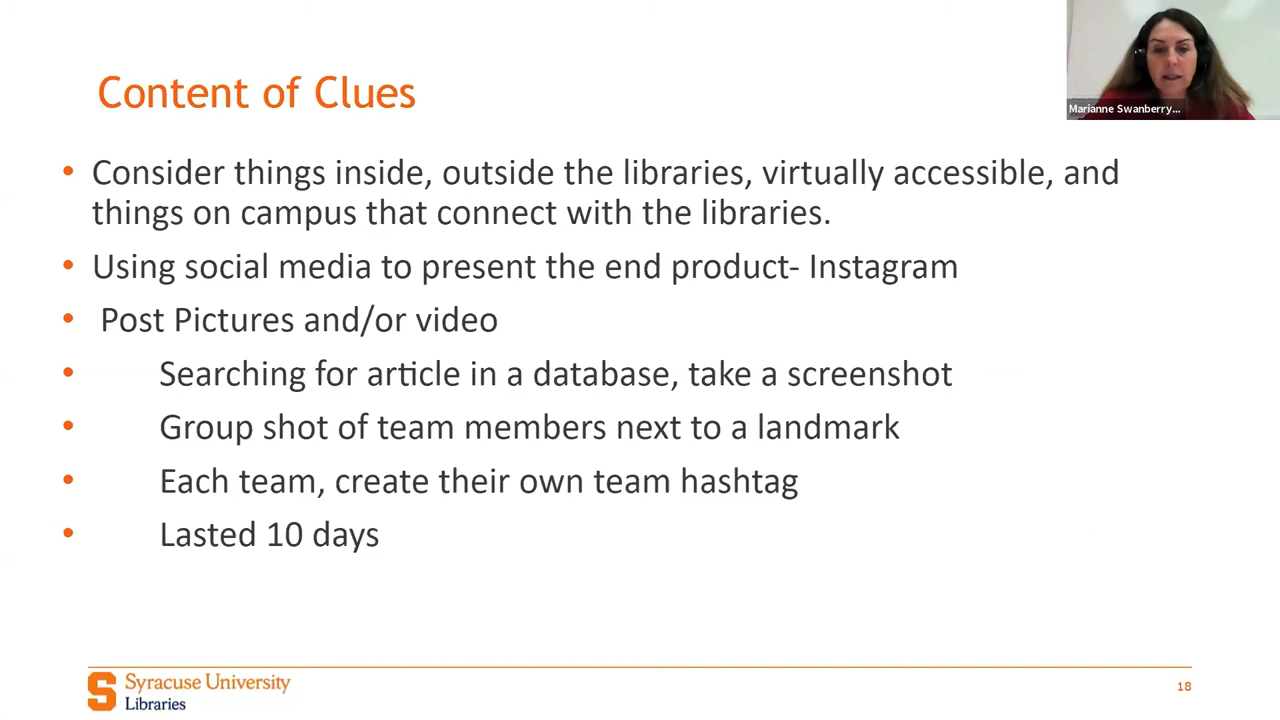 Content of Clues
Marianne Swanberry...
• Consider things inside, outside the libraries, virtually accessible, and
things on campus that connect with the libraries.
• Using social media to present the end product- Instagram
• Post Pictures and/or video
• Searching for article in a database, take a screenshot
• Group shot of team members next to a landmark
• Each team, create their own team hashtag
• Lasted 10 days
S Syracuse University
Libraries
18